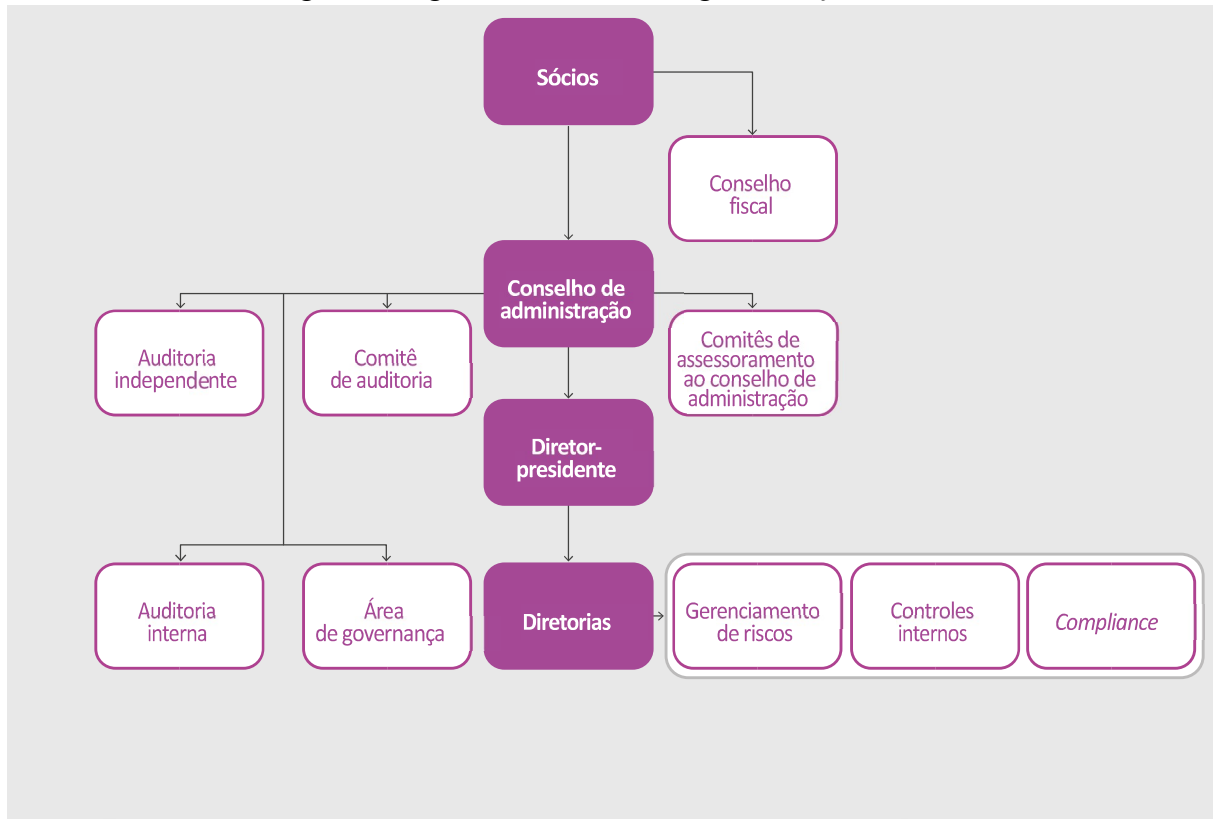 Sócios
Conselho
fiscal
Conselho de
administração
Auditoria
independente
Comitê
de auditoria
Comitês de
assessoramento
ao conselho de
administração
Diretor-
presidente
Auditoria
interna
Área
de governança
Diretorias
Gerenciamento
de riscos
Controles
internos
Compliance